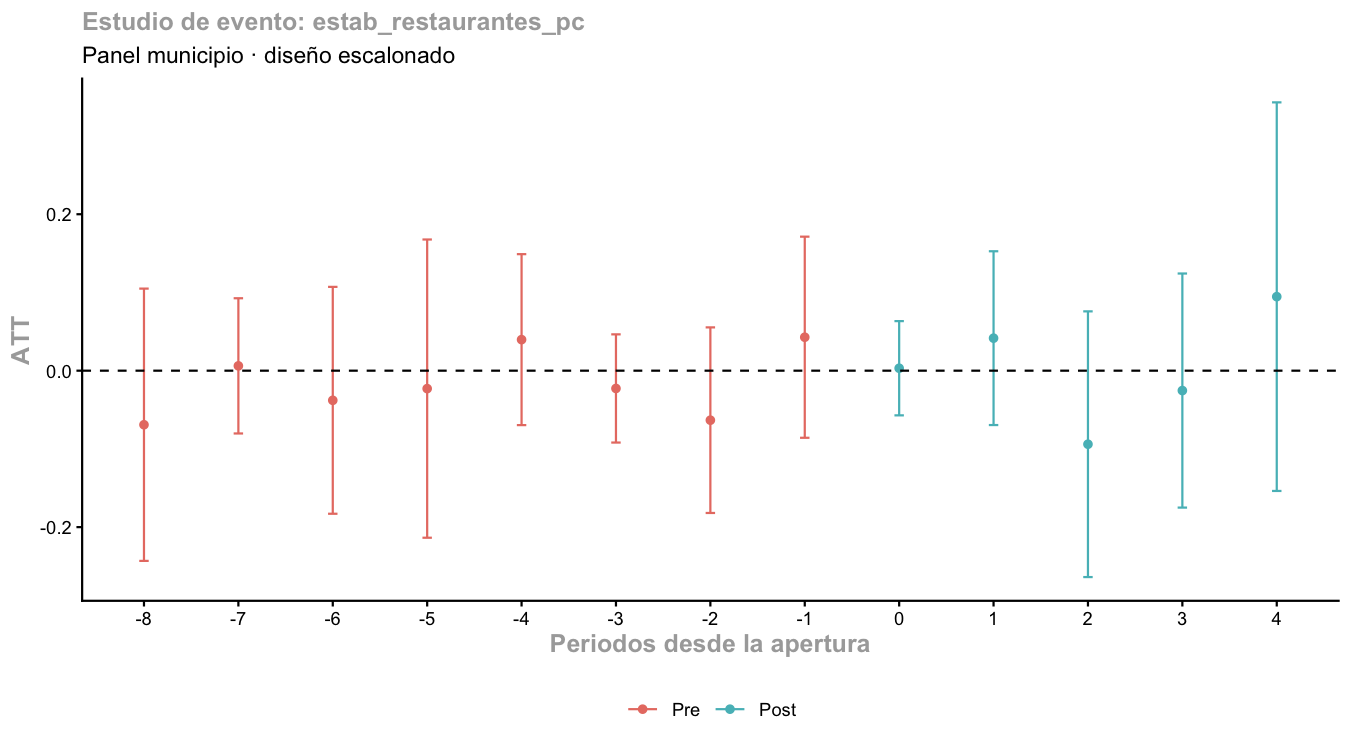 Estudio de evento: estab_restaurantes_pc
Panel municipio · diseño escalonado
ATT
0.2
0.0
-0.2
-8 -7 -6 -5 -4 -3 -2 -1 0 1 2 3 4
Periodos desde la apertura
Pre Post